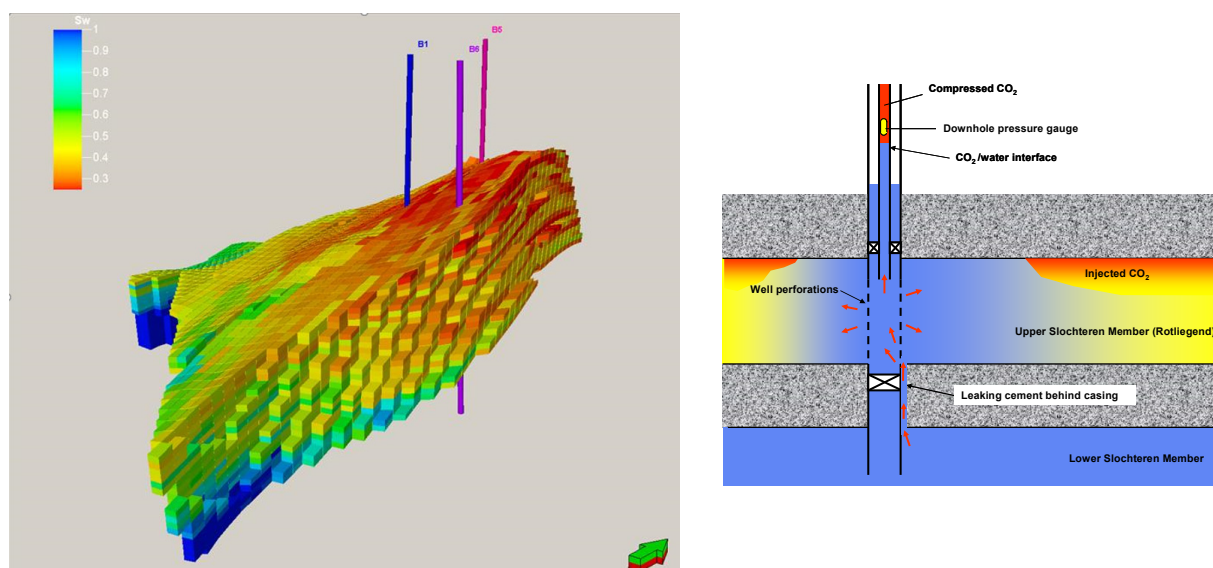 Sw
1
0.9
0.8
0.7
0.6
0.5
0.4
0.3
B1
B6
B5
Compressed CO₂
Downhole pressure gauge
CO₂/water interface
Well perforations
Injected CO₂
Upper Slochteren Member (Rotliegend)
Leaking cement behind casing
Lower Slochteren Member